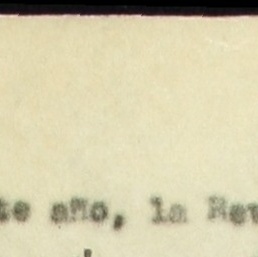 te año, la Rev